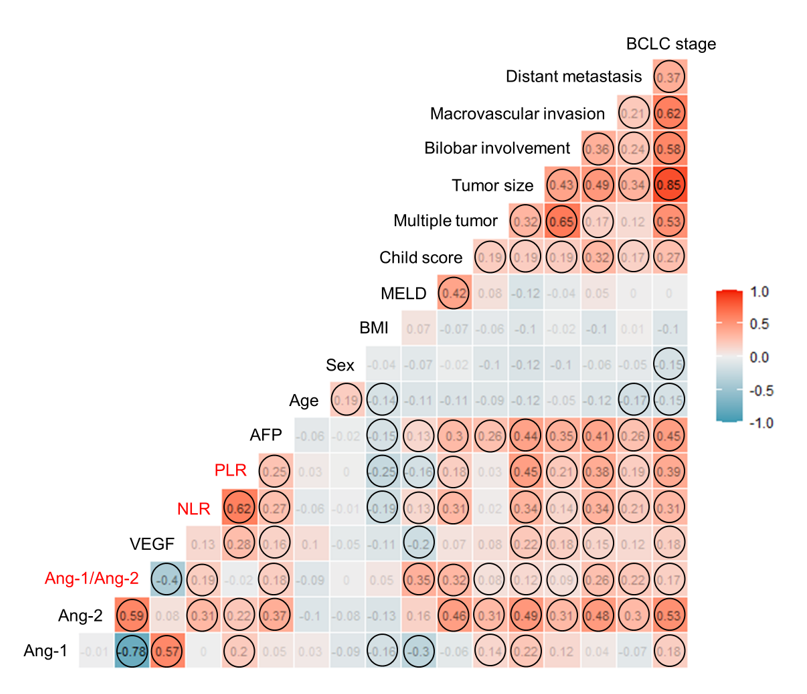 BCLC stage
Distant metastasis 0.37
Macrovascular invasion 0.21 0.62
Bilobar involvement 0.36 0.24 0.58
Tumor size 0.43 0.49 0.34 0.85
Multiple tumor 0.32 0.65 0.17 0.12 0.53
Child score 0.19 0.19 0.19 0.32 0.17 0.27
MELD 0.42 0.08 -0.12 -0.04 0.05 0 0
BMI 0.07 -0.07 -0.06 -0.1 -0.02 -0.1 0.01 -0.1
Sex -0.04 -0.07 -0.02 -0.1 -0.12 -0.1 -0.06 -0.05 -0.15
Age 0.19 -0.14 -0.11 -0.11 -0.09 -0.12 -0.05 -0.12 -0.17 -0.15
AFP -0.06 -0.02 -0.15 0.13 0.3 0.26 0.44 0.35 0.41 0.26 0.45
PLR 0.25 0.03 0 -0.25 -0.16 0.18 0.03 0.45 0.21 0.38 0.19 0.39
NLR 0.62 0.27 -0.06 -0.01 -0.19 0.13 0.31 0.02 0.34 0.14 0.34 0.21 0.31
VEGF 0.13 0.28 0.16 0.1 -0.05 -0.11 -0.2 0.07 0.08 0.22 0.18 0.15 0.12 0.18
Ang-1/Ang-2 -0.4 0.19 -0.02 0.18 -0.09 0 0.05 0.35 0.32 0.08 0.12 0.09 0.26 0.22 0.17
Ang-2 0.59 0.08 0.31 0.22 0.37 -0.1 -0.08 -0.13 0.16 0.46 0.31 0.49 0.31 0.48 0.3 0.53
Ang-1 -0.01 -0.78 0.57 0 0.2 0.05 0.03 -0.09 -0.16 -0.3 -0.06 0.14 0.22 0.12 0.04 -0.07 0.18
1.0
0.5
0.0
-0.5
-1.0